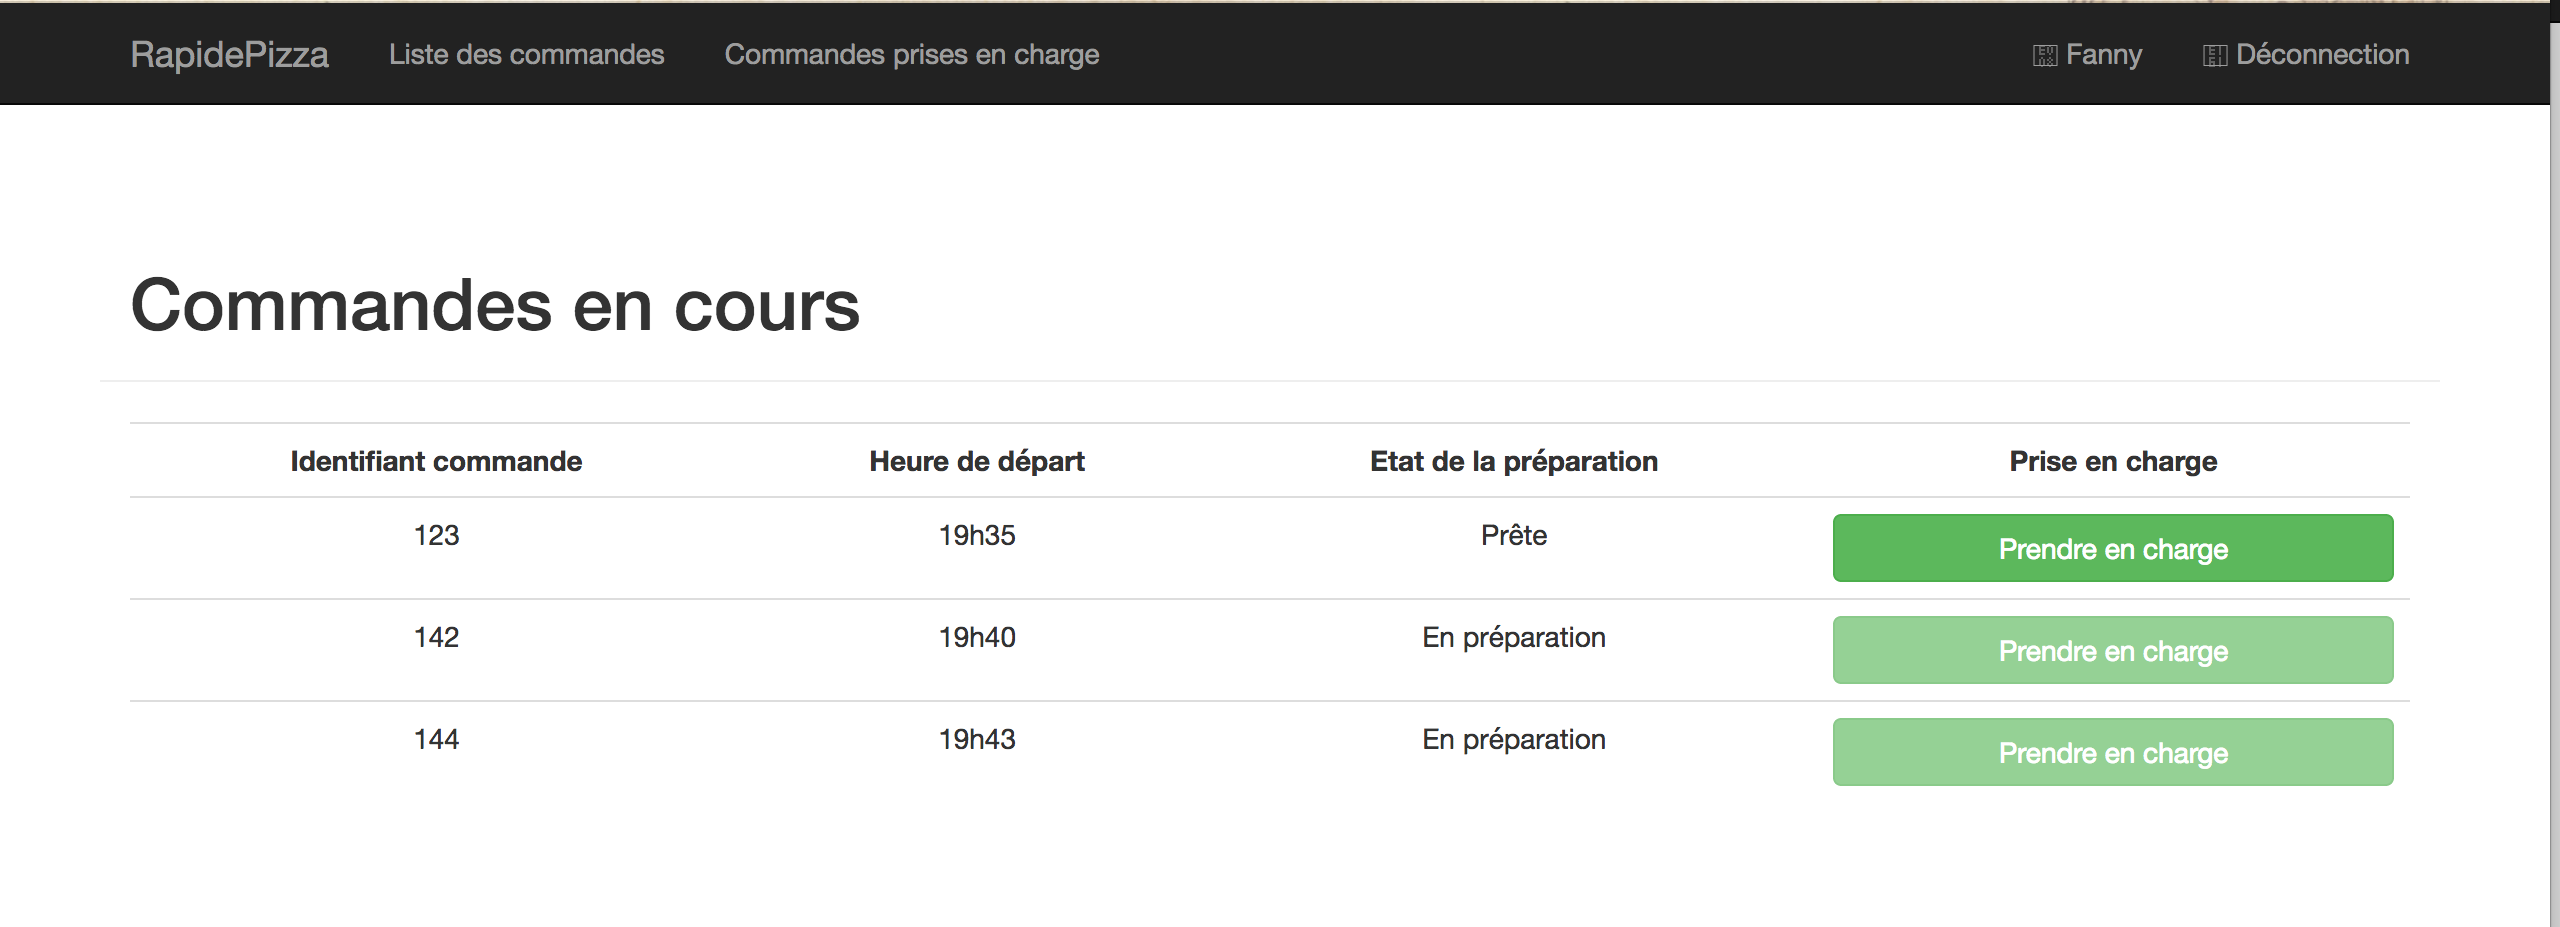 RapidePizza Liste des commandes Commandes prises en charge Fanny Déconnection
Commandes en cours
Identifiant commande Heure de départ Etat de la préparation Prise en charge
123 19h35 Prête Prendre en charge
142 19h40 En préparation Prendre en charge
144 19h43 En préparation Prendre en charge